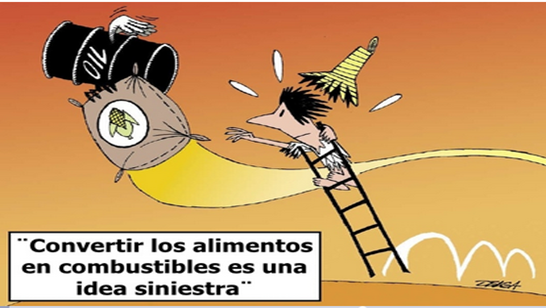 OIL
¨Convertir los alimentos
en combustibles es una
idea siniestra¨